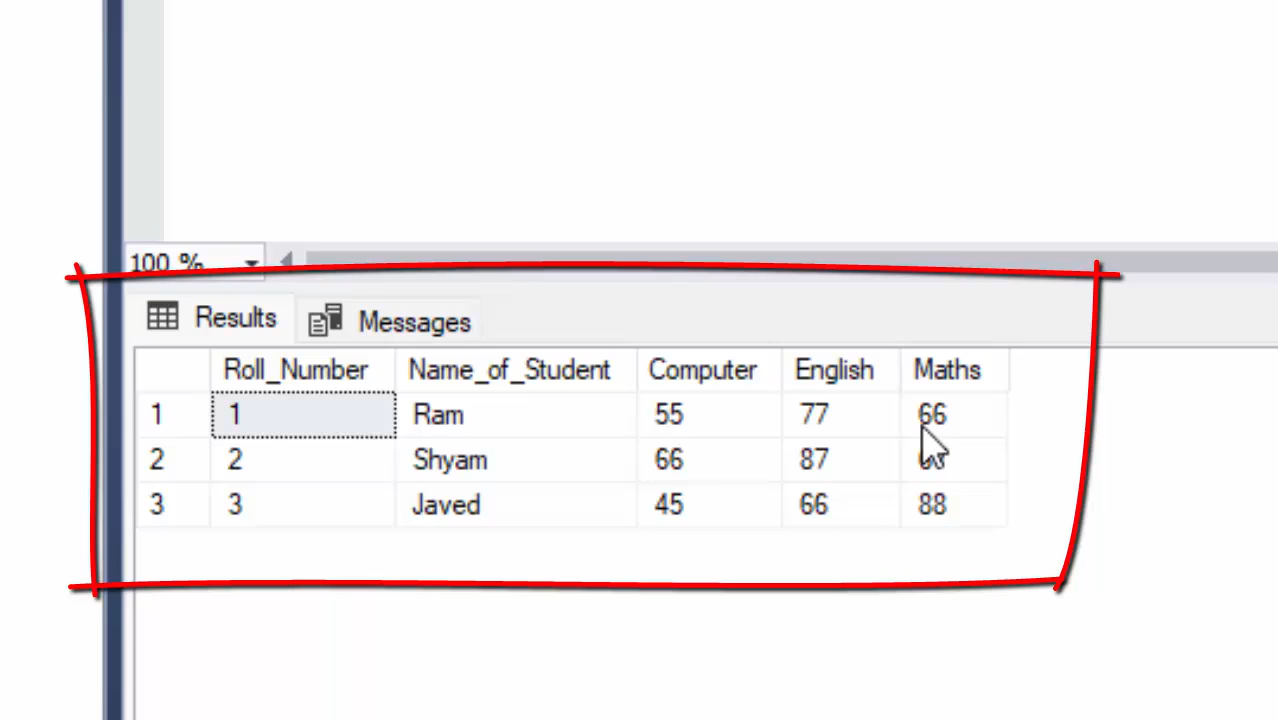 100 %
Results Messages
Roll_Number Name_of_Student Computer English Maths
1 1 Ram 55 77 66
2 2 Shyam 66 87
3 3 Javed 45 66 88